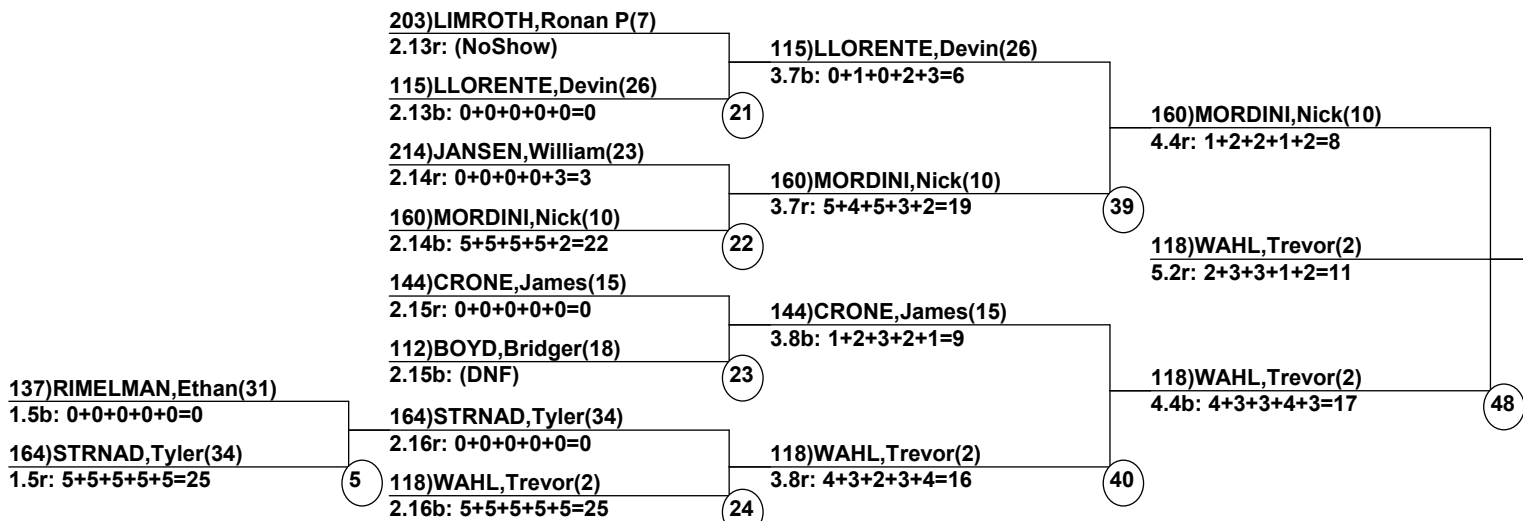 203)LIMROTH,Ronan P(7)
2.13r: (NoShow)
115)LLORENTE,Devin(26)
2.13b: 0+0+0+0+0=0
21
214)JANSEN,William(23)
2.14r: 0+0+0+0+3=3
160)MORDINI,Nick(10)
2.14b: 5+5+5+5+2=22
22
144)CRONE,James(15)
2.15r: 0+0+0+0+0=0
112)BOYD,Bridger(18)
2.15b: (DNF)
23
137)RIMELMAN,Ethan(31)
1.5b: 0+0+0+0+0=0
164)STRNAD,Tyler(34)
1.5r: 5+5+5+5+5=25
5
164)STRNAD,Tyler(34)
2.16r: 0+0+0+0+0=0
118)WAHL,Trevor(2)
2.16b: 5+5+5+5+5=25
24
115)LLORENTE,Devin(26)
3.7b: 0+1+0+2+3=6
160)MORDINI,Nick(10)
3.7r: 5+4+5+3+2=19
39
144)CRONE,James(15)
3.8b: 1+2+3+2+1=9
118)WAHL,Trevor(2)
3.8r: 4+3+2+3+4=16
40
160)MORDINI,Nick(10)
4.4r: 1+2+2+1+2=8
118)WAHL,Trevor(2)
5.2r: 2+3+3+1+2=11
118)WAHL,Trevor(2)
4.4b: 4+3+3+4+3=17
48